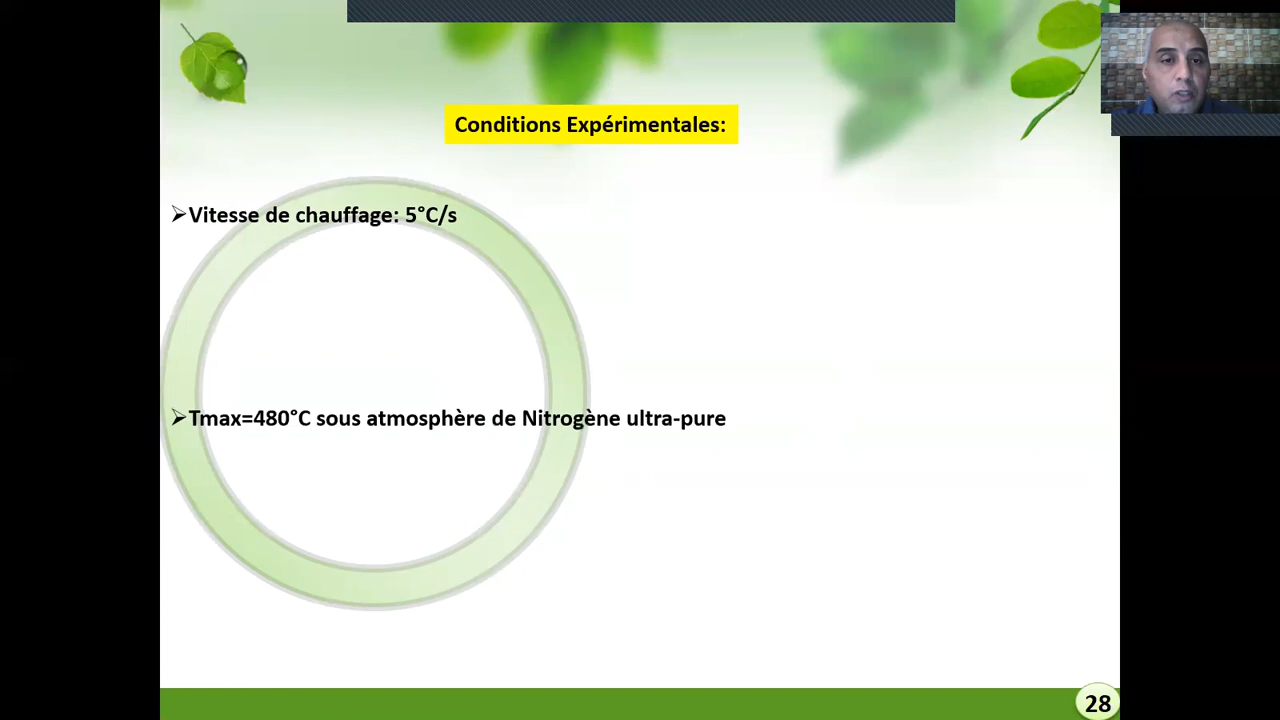 Conditions Expérimentales:
➢Vitesse de chauffage: 5°C/s
➢Tmax=480°C sous atmosphère de Nitrogène ultra-pure
28